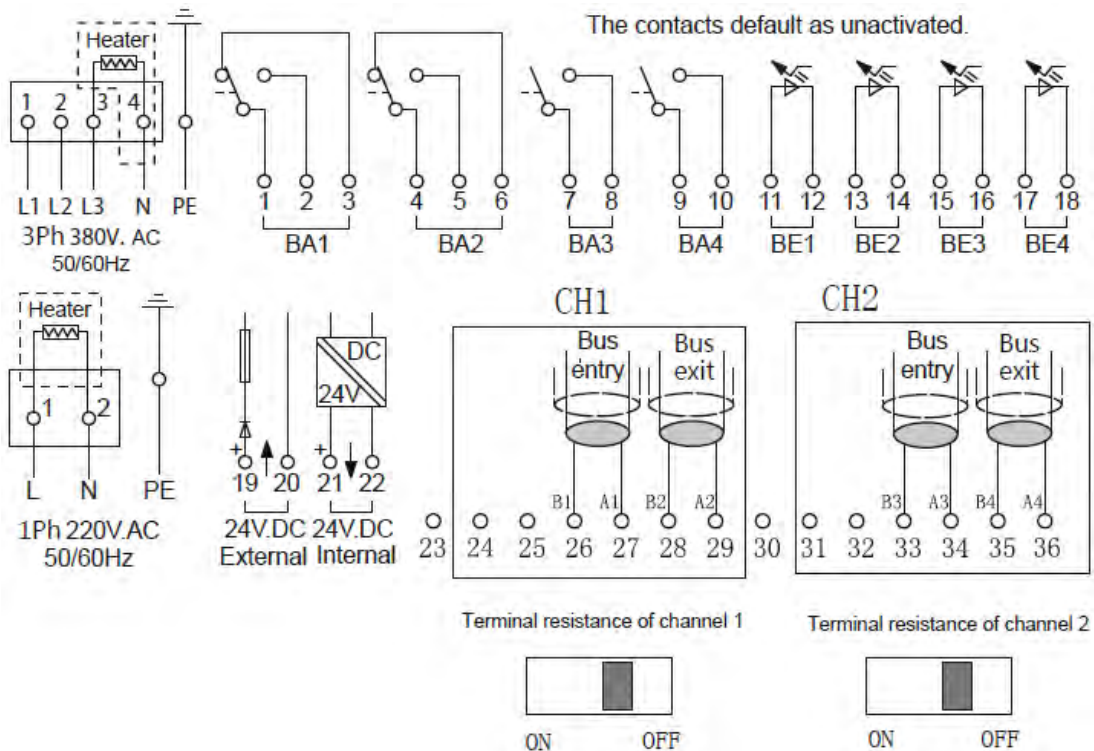 The contacts default as unactivated.
Heater
1 2 3 4
L1 L2 L3 N PE
3Ph 380V. AC
50/60Hz
1 2 3 4 5 6 7 8 9 10 11 12 13 14 15 16 17 18
BA1 BA2 BA3 BA4 BE1 BE2 BE3 BE4
Heater
1 2
L N PE
1Ph 220V.AC
50/60Hz
DC
24V
+ +
19 20 21 22
24V.DC 24V.DC
External Internal
CH1
Bus Bus
entry exit
B1 A1 B2 A2
23 24 25 26 27 28 29 30
CH2
Bus Bus
entry exit
B3 A3 B4 A4
31 32 33 34 35 36
Terminal resistance of channel 1
ON OFF
Terminal resistance of channel 2
ON OFF